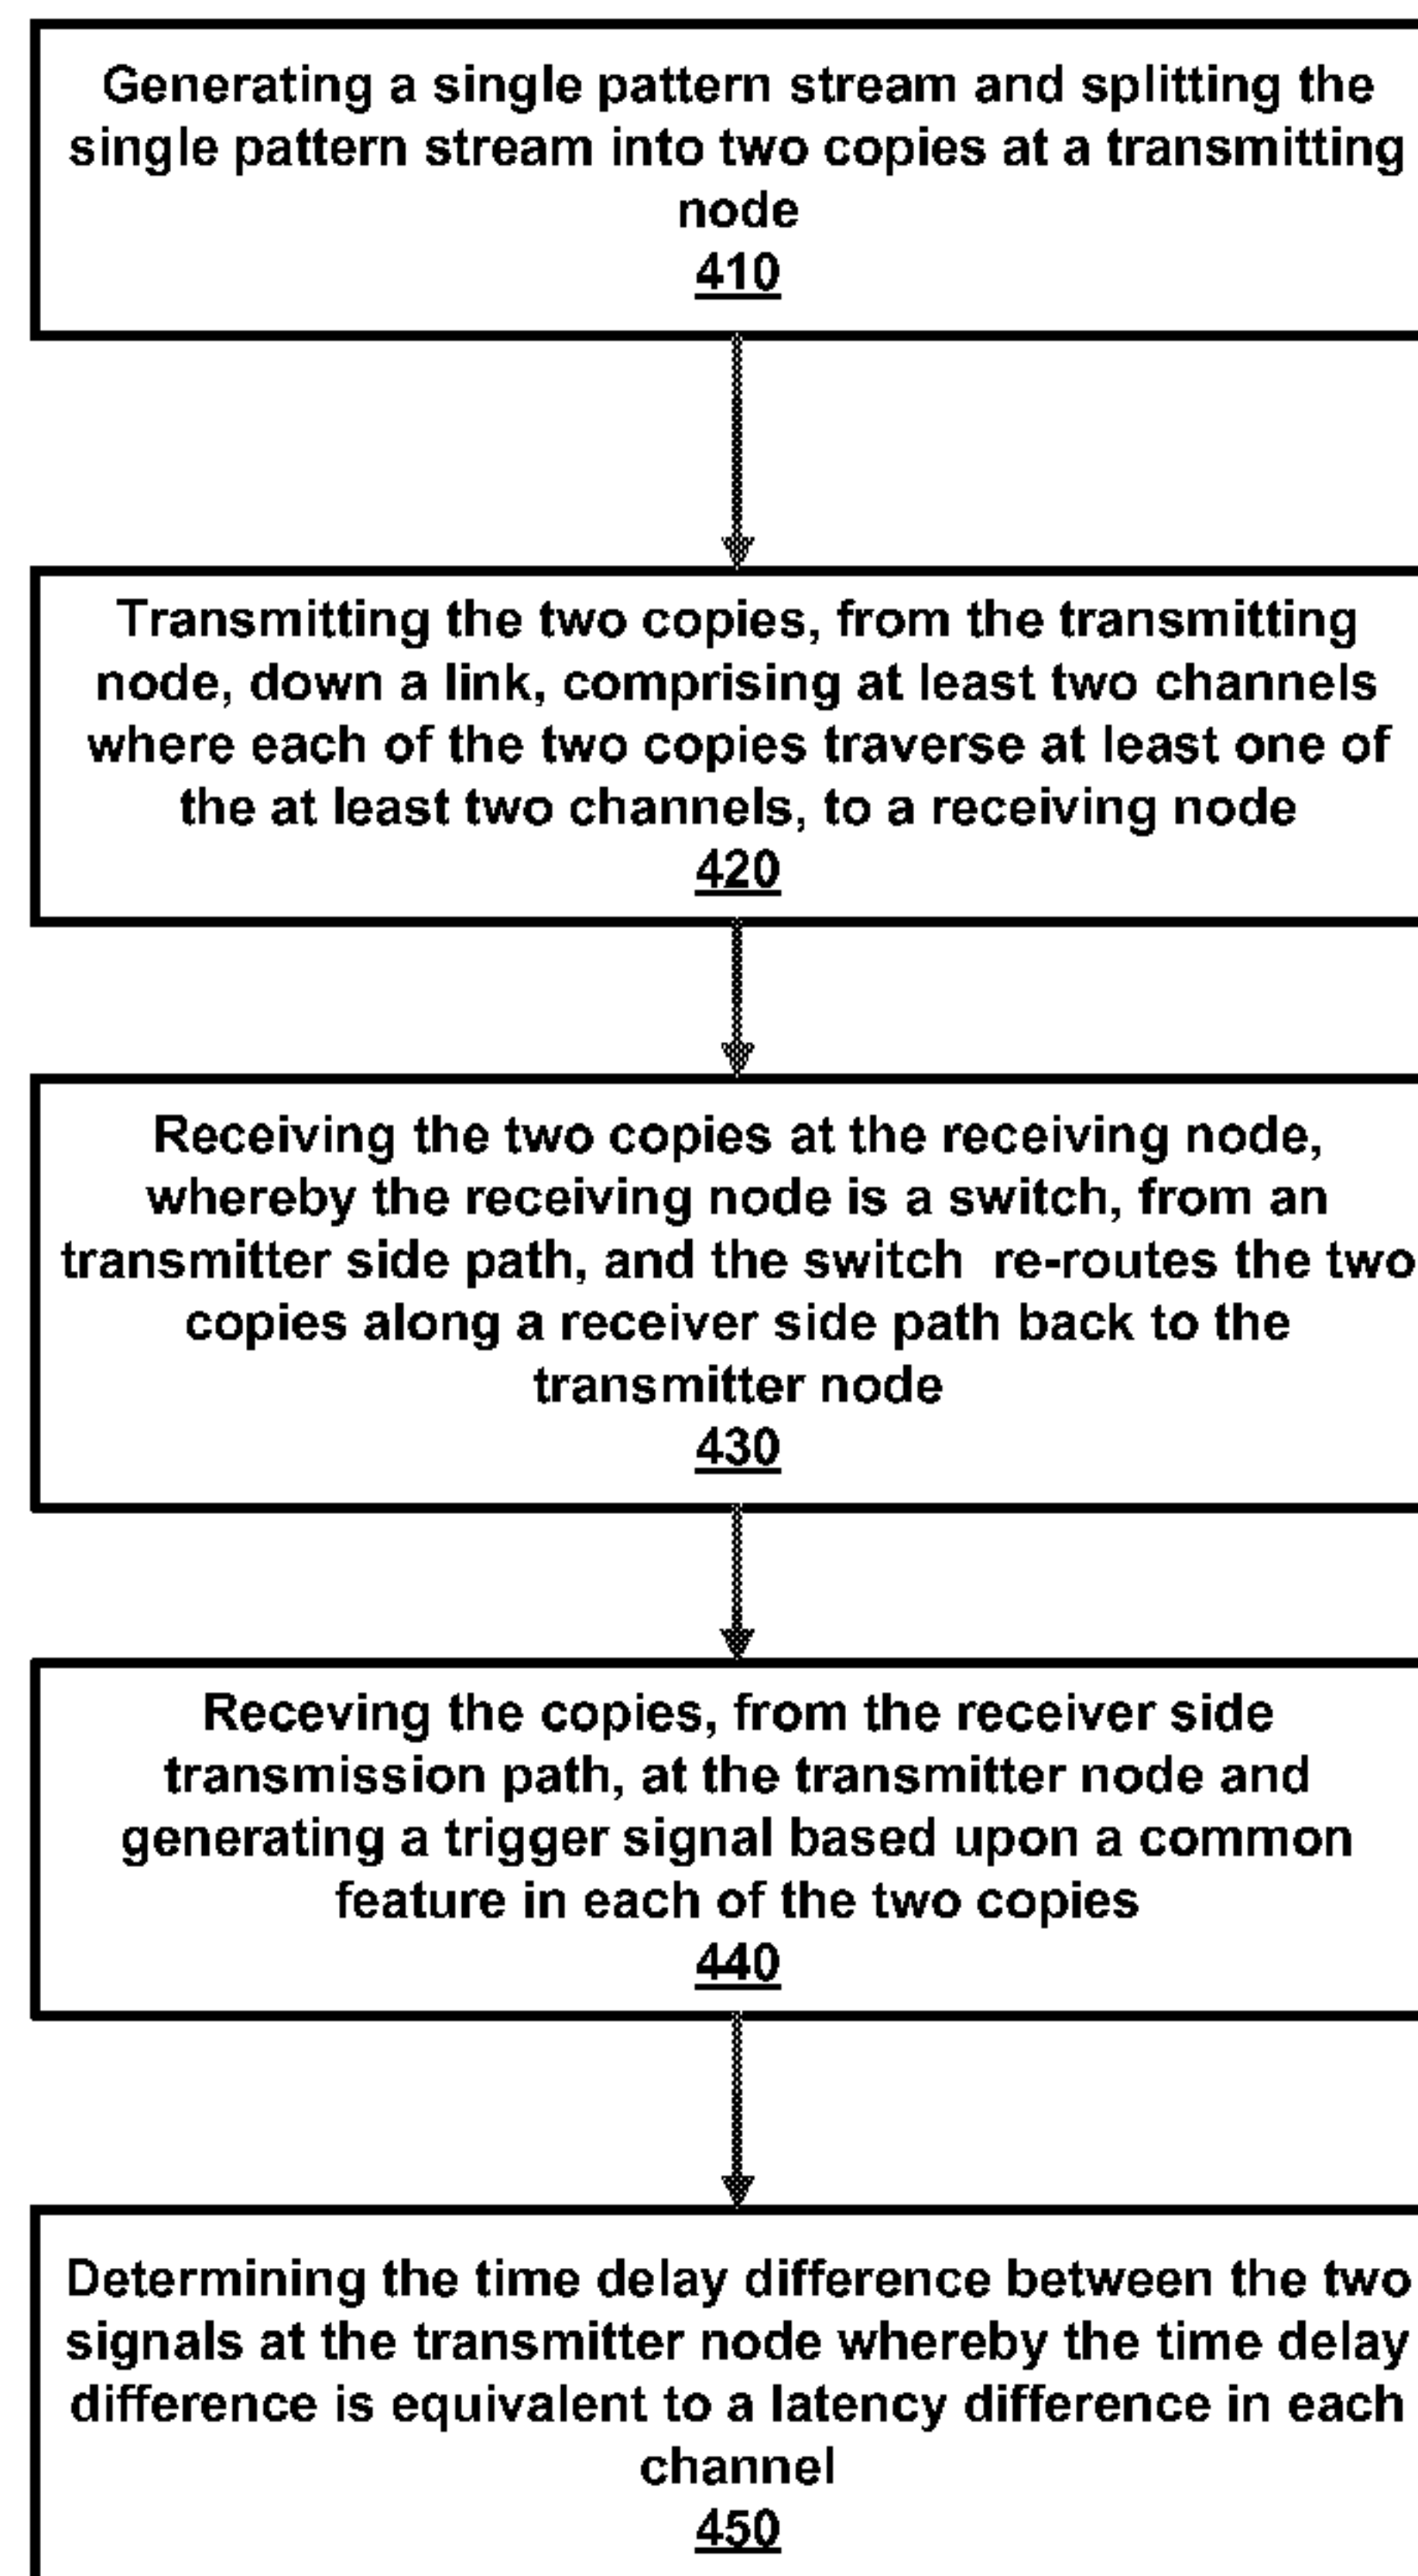 Generating a single pattern stream and splitting the
single pattern stream into two copies at a transmitting
node
410
Transmitting the two copies, from the transmitting
node, down a link, comprising at least two channels
where each of the two copies traverse at least one of
the at least two channels, to a receiving node
420
Receiving the two copies at the receiving node,
whereby the receiving node is a switch, from an
transmitter side path, and the switch  re-routes the two
copies along a receiver side path back to the
transmitter node
430
Receving the copies, from the receiver side
transmission path, at the transmitter node and
generating a trigger signal based upon a common
feature in each of the two copies
440
Determining the time delay difference between the two
signals at the transmitter node whereby the time delay
difference is equivalent to a latency difference in each
channel
450